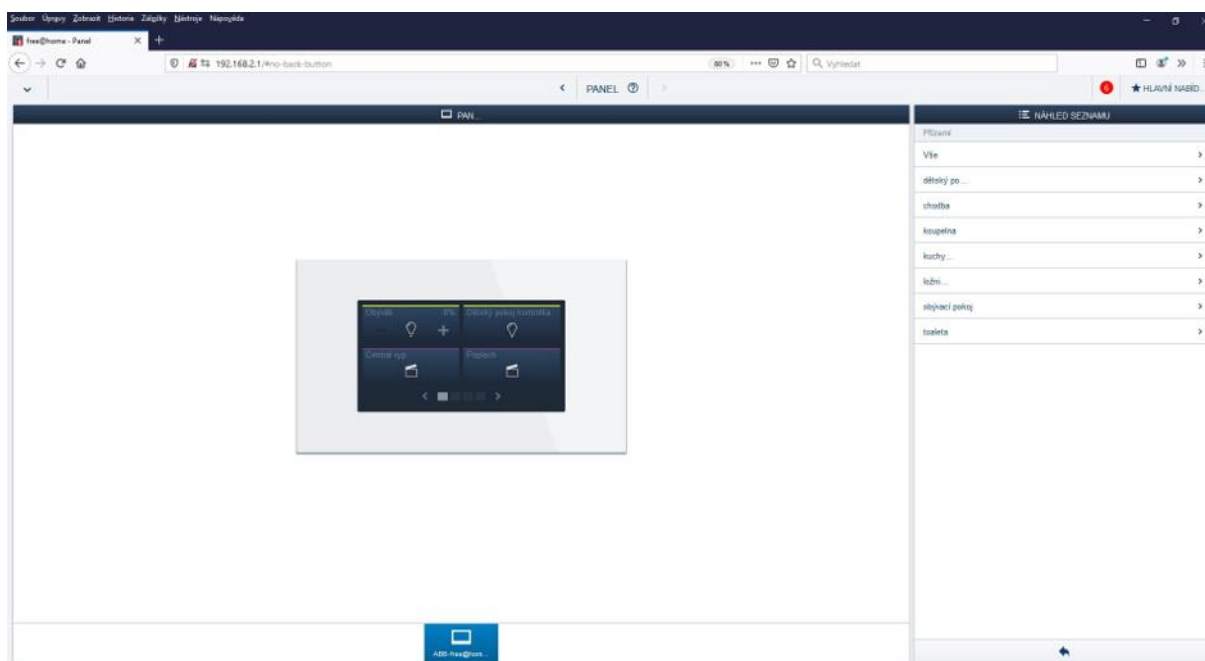 Soubor Úpravy Zobrazit Historie Záložky Nástroje Nápověda
free@home - Panel
192.168.2.1/#no-back-button
80%
Vyhledat
PANEL
6
HLAVNÍ NABÍD...
PAN...
NÁHLED SEZNAMU
Přízemí
Vše
dětský po...
chodba
koupelna
kuchy...
ložni...
obývací pokoj
toaleta
Obývák 0% Dětský pokoj kontrolka
Central vyp
ABB-free@hom...